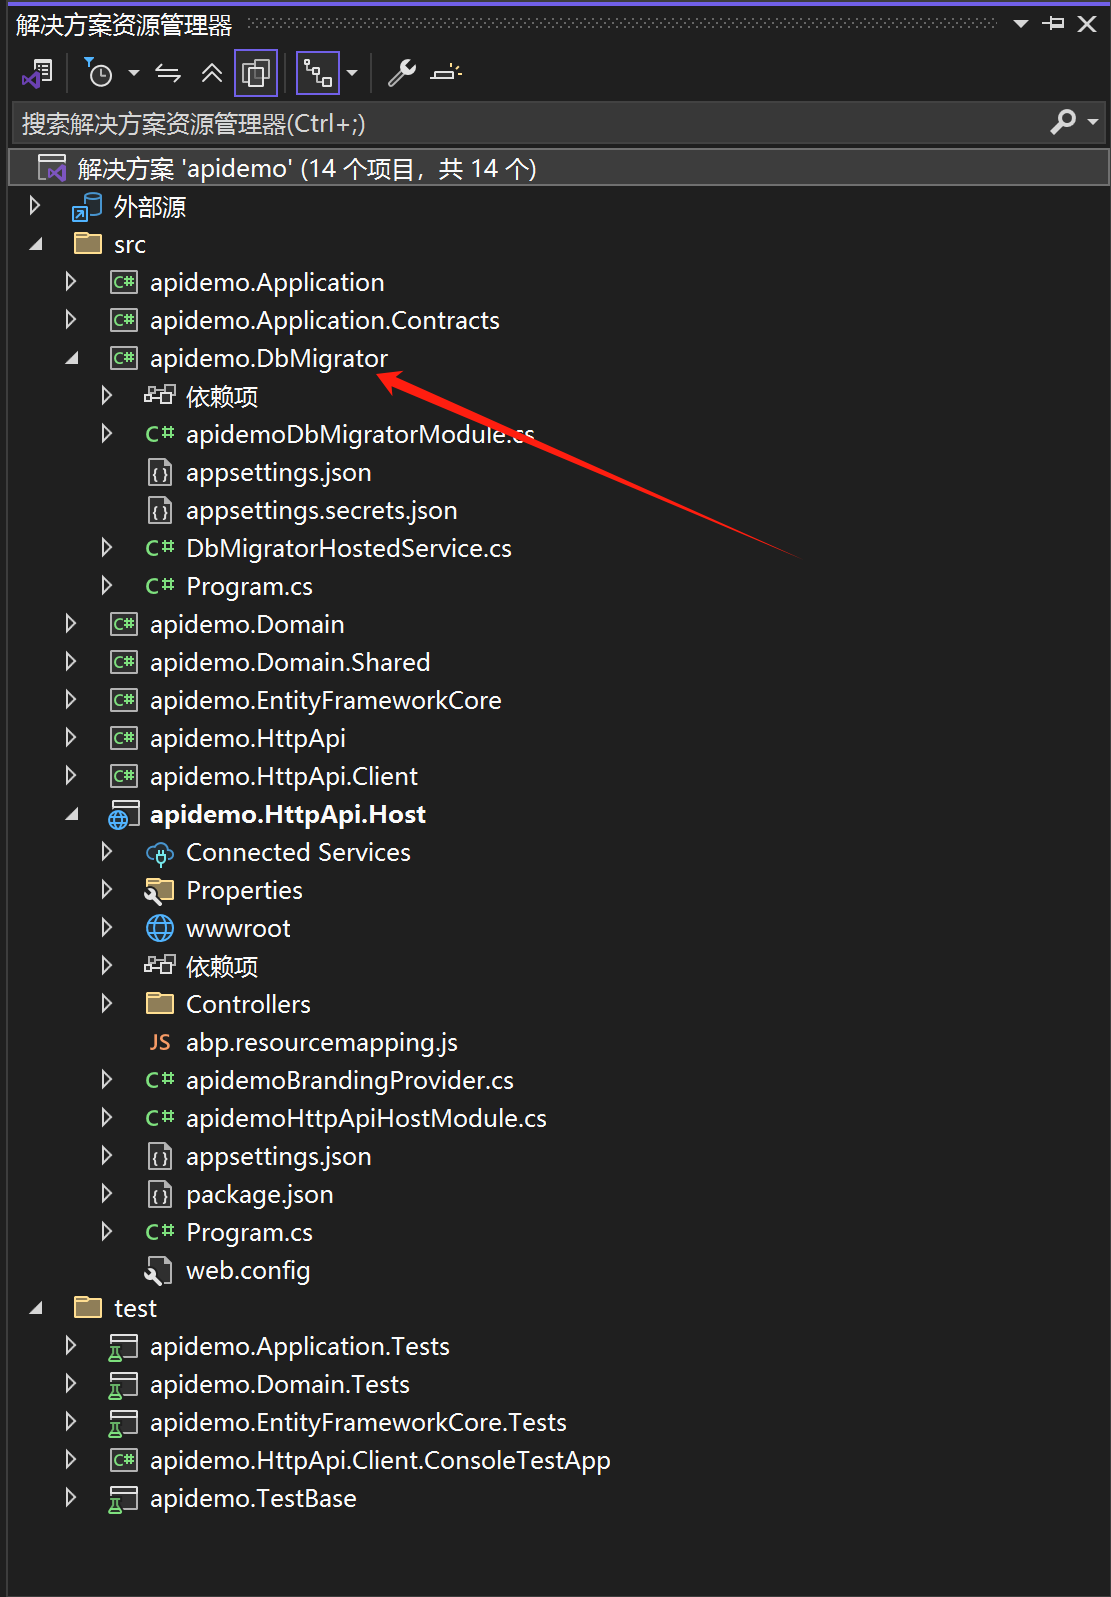 解决方案资源管理器
搜索解决方案资源管理器(Ctrl+;)
解决方案 'apidemo' (14 个项目，共 14 个)
外部源
src
C# apidemo.Application
C# apidemo.Application.Contracts
C# apidemo.DbMigrator
依赖项
C# apidemoDbMigratorModule.cs
appsettings.json
appsettings.secrets.json
C# DbMigratorHostedService.cs
C# Program.cs
C# apidemo.Domain
C# apidemo.Domain.Shared
C# apidemo.EntityFrameworkCore
C# apidemo.HttpApi
C# apidemo.HttpApi.Client
apidemo.HttpApi.Host
Connected Services
Properties
wwwroot
依赖项
Controllers
JS abp.resourcemapping.js
C# apidemoBrandingProvider.cs
C# apidemoHttpApiHostModule.cs
appsettings.json
package.json
C# Program.cs
web.config
test
apidemo.Application.Tests
apidemo.Domain.Tests
apidemo.EntityFrameworkCore.Tests
C# apidemo.HttpApi.Client.ConsoleTestApp
apidemo.TestBase